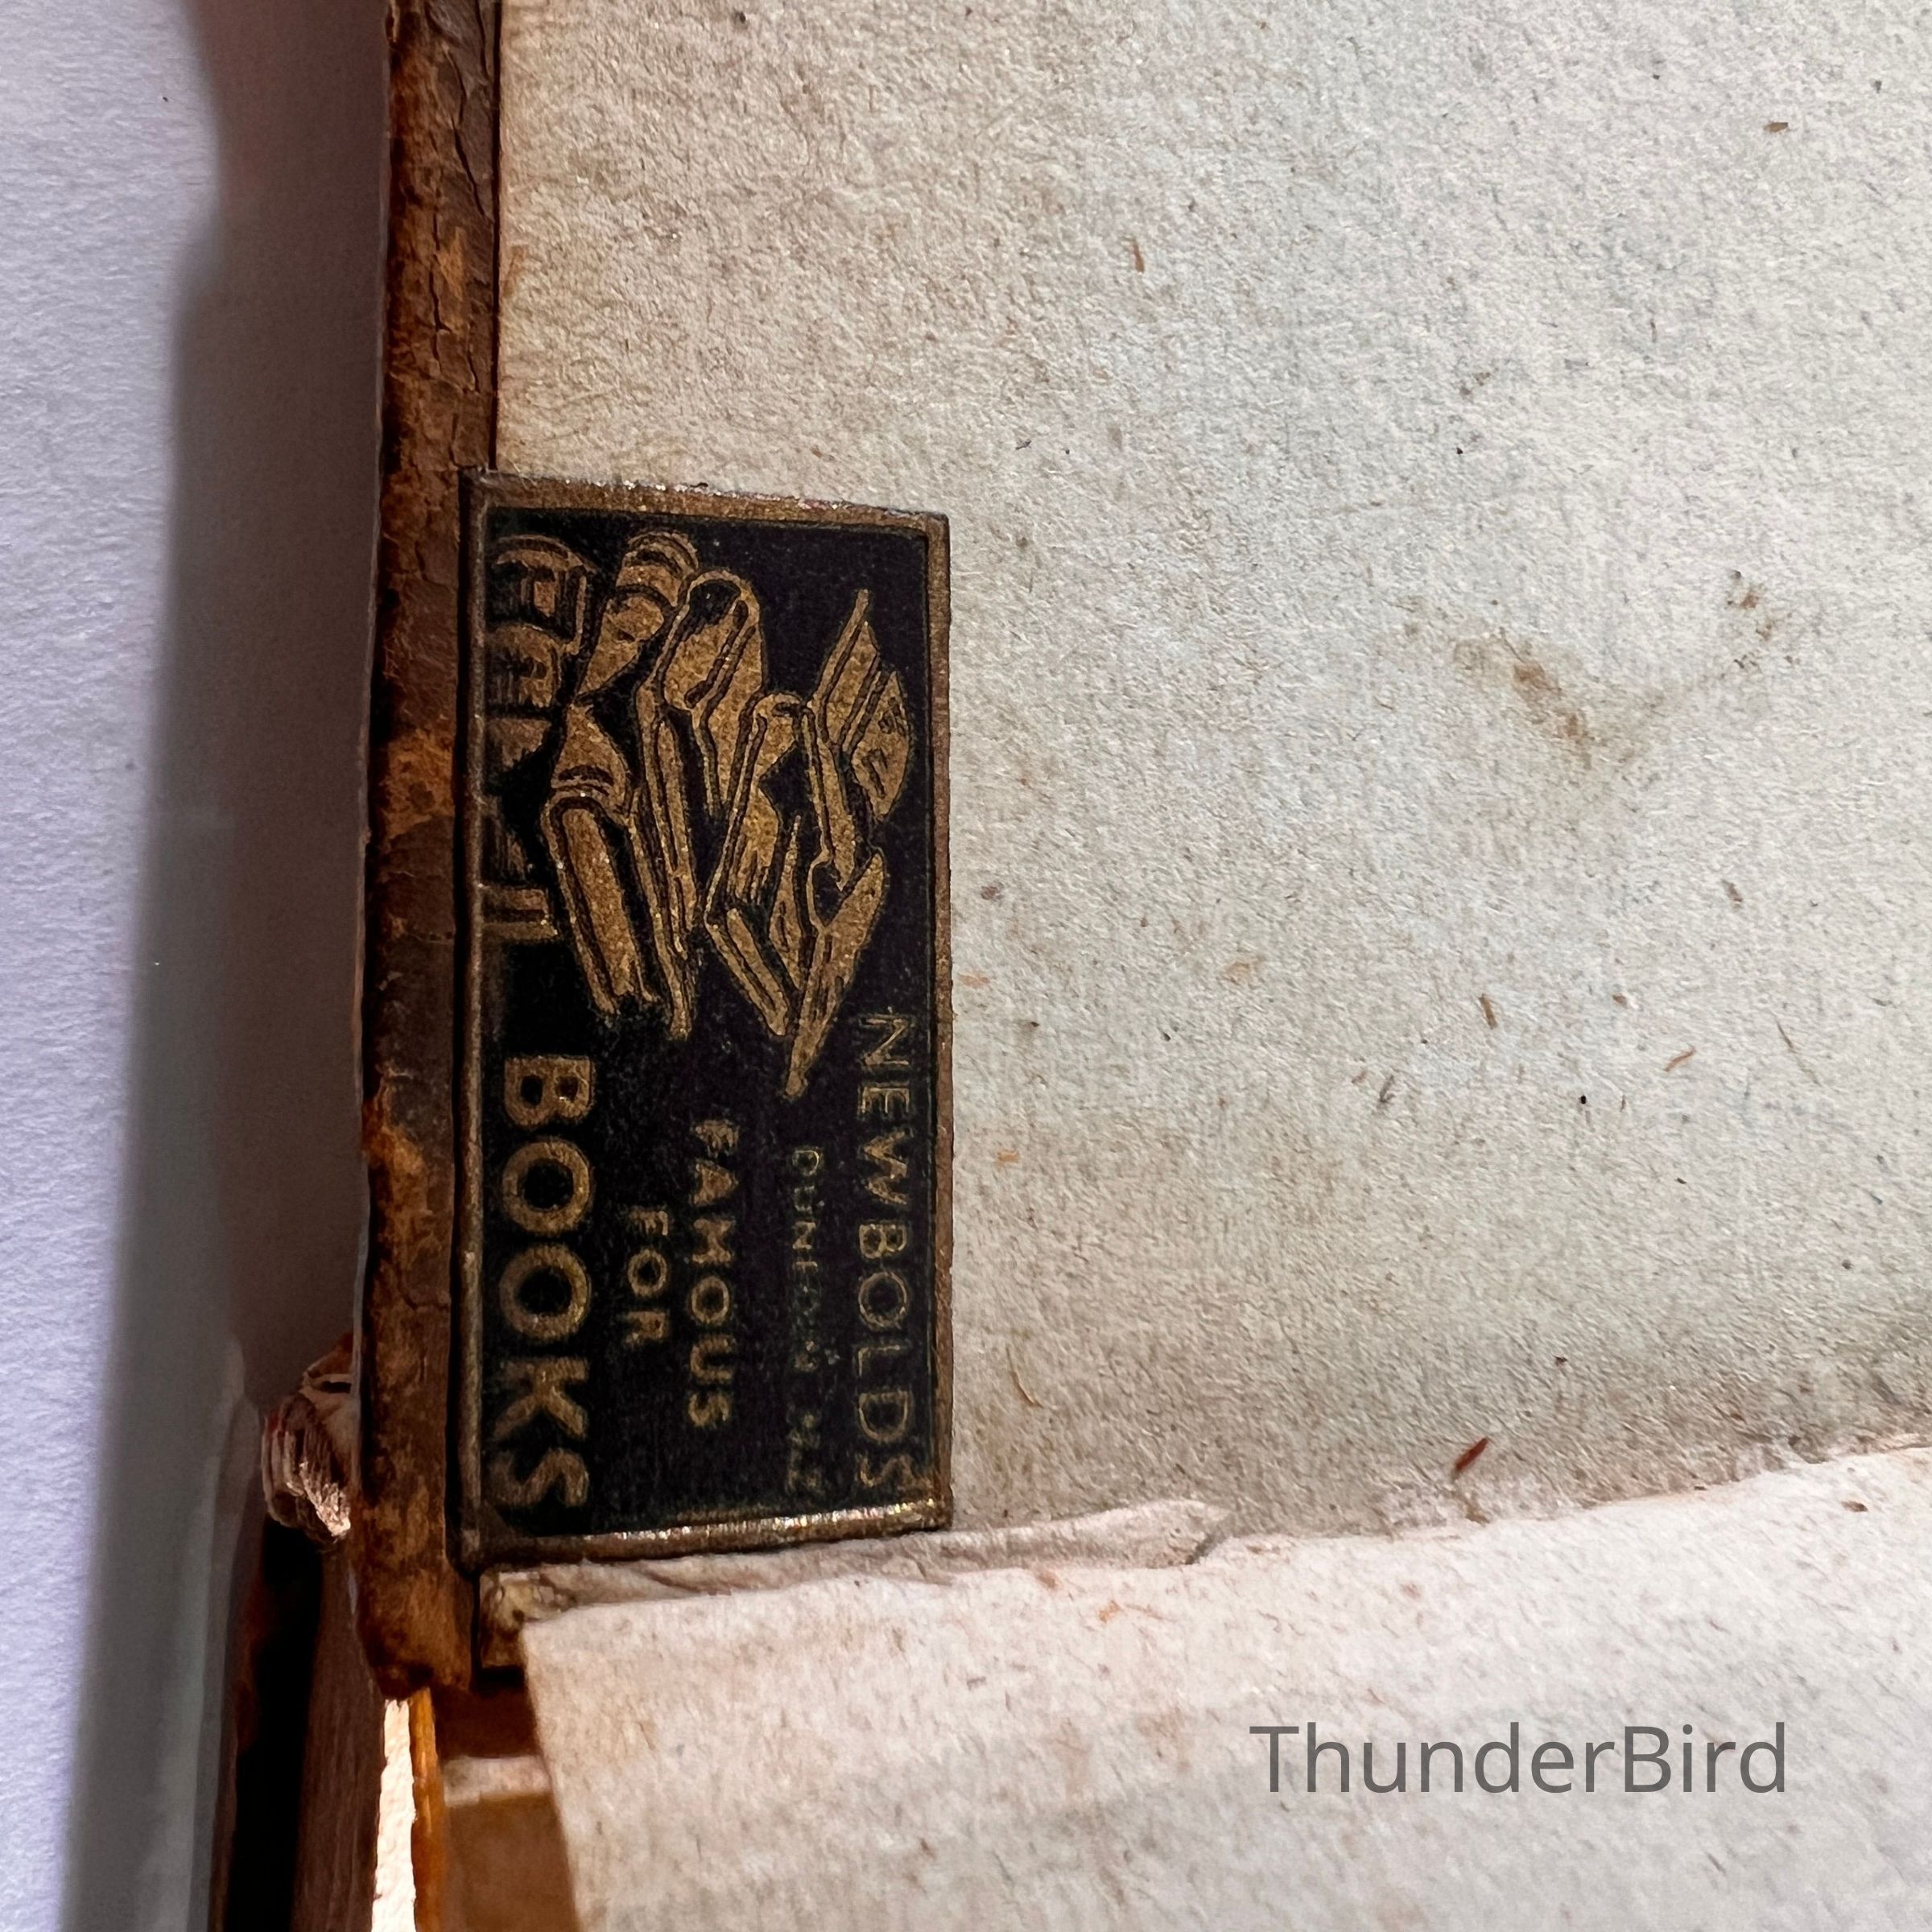 NEWBOLDS
DUNEDIN N.Z.
FAMOUS
FOR
BOOKS
ThunderBird